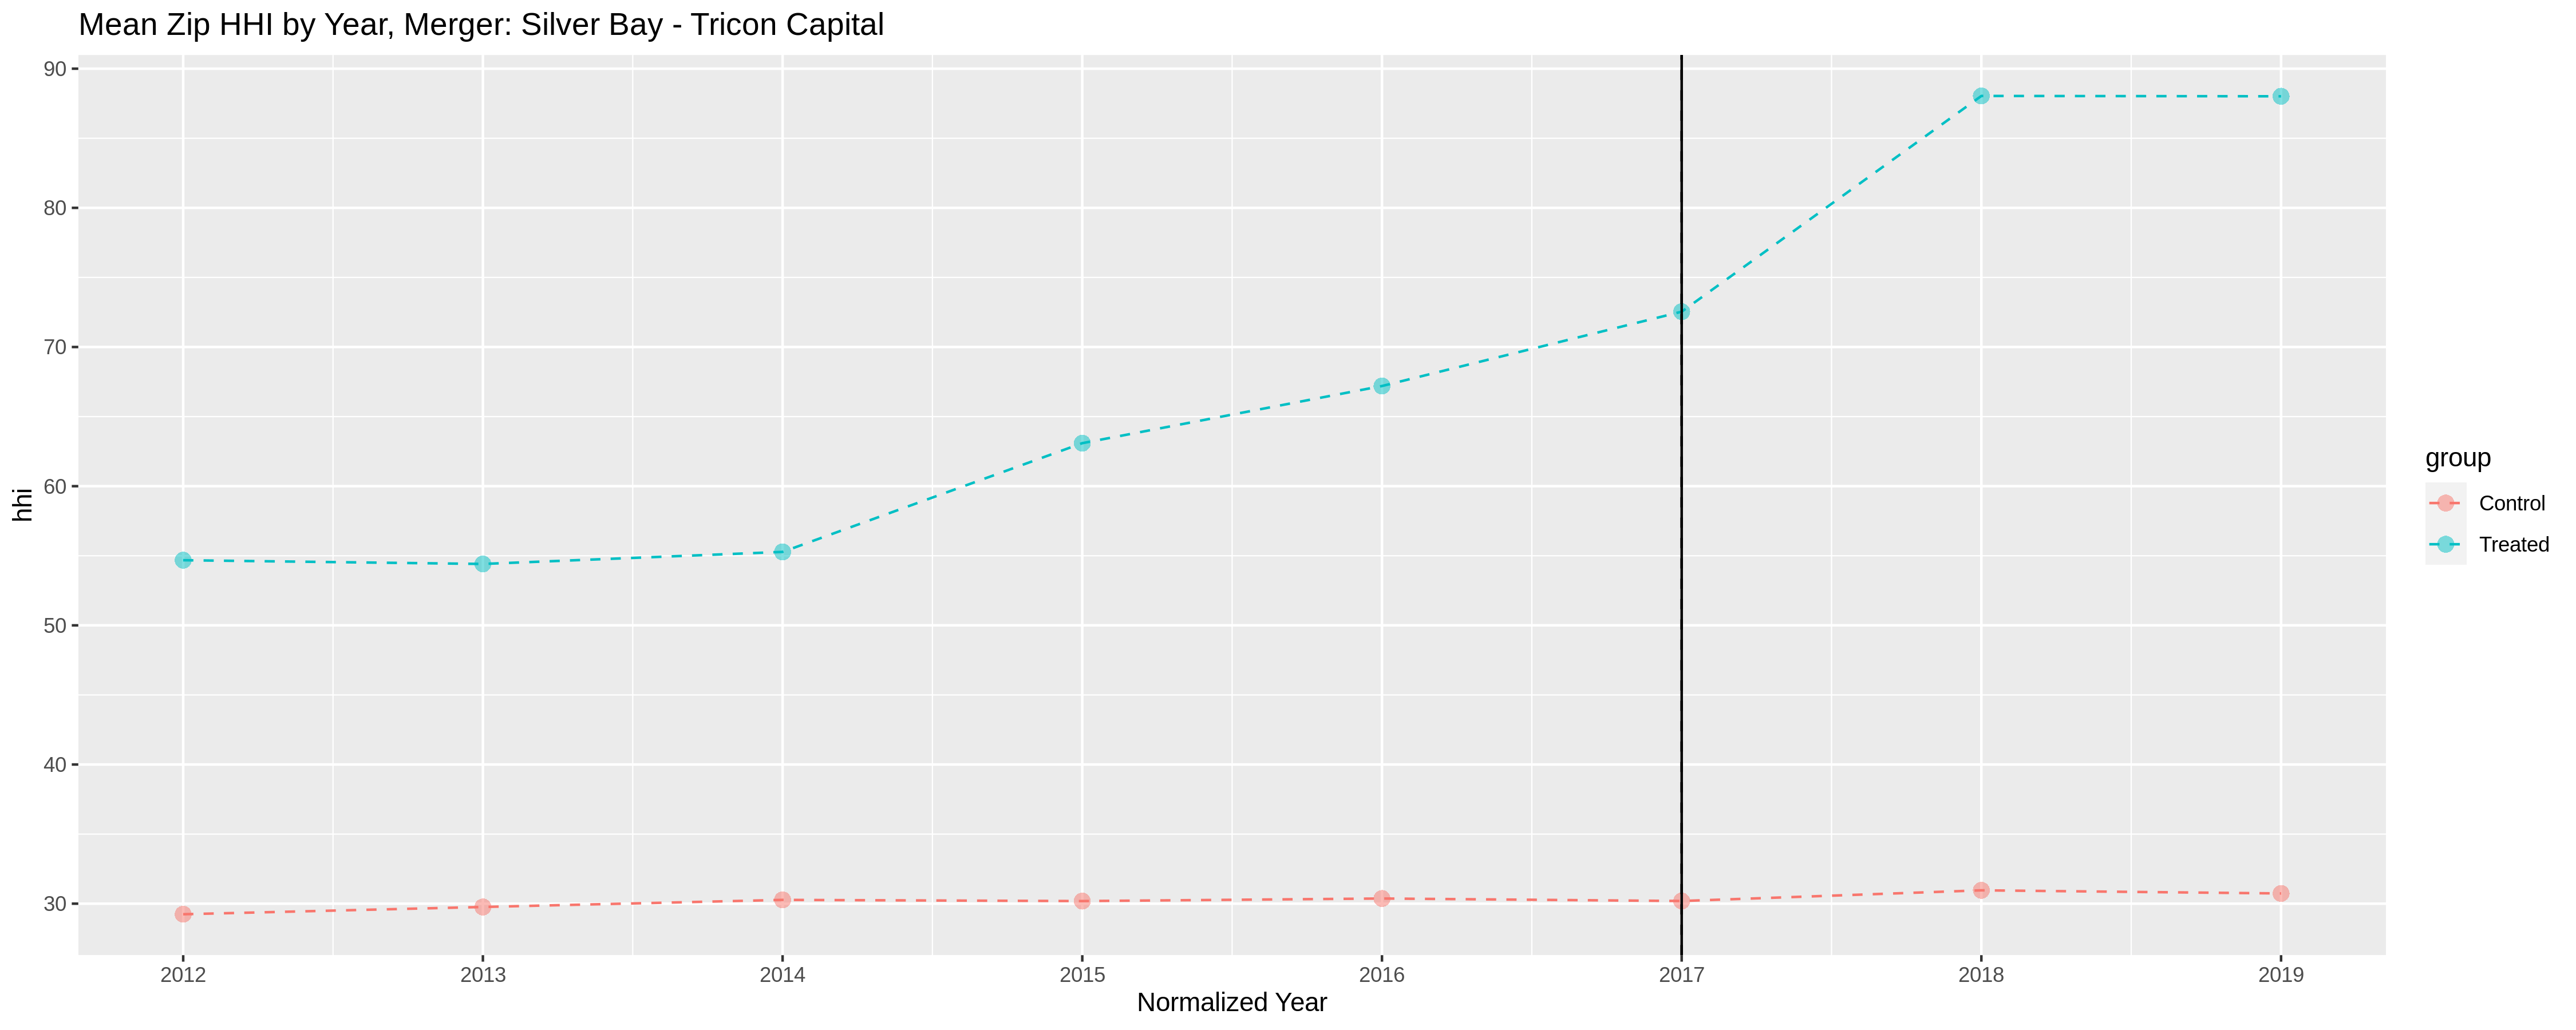 Mean Zip HHI by Year, Merger: Silver Bay - Tricon Capital
90
80
70
60
50
40
30
hhi
2012 2013 2014 2015 2016 2017 2018 2019
Normalized Year
group
Control
Treated